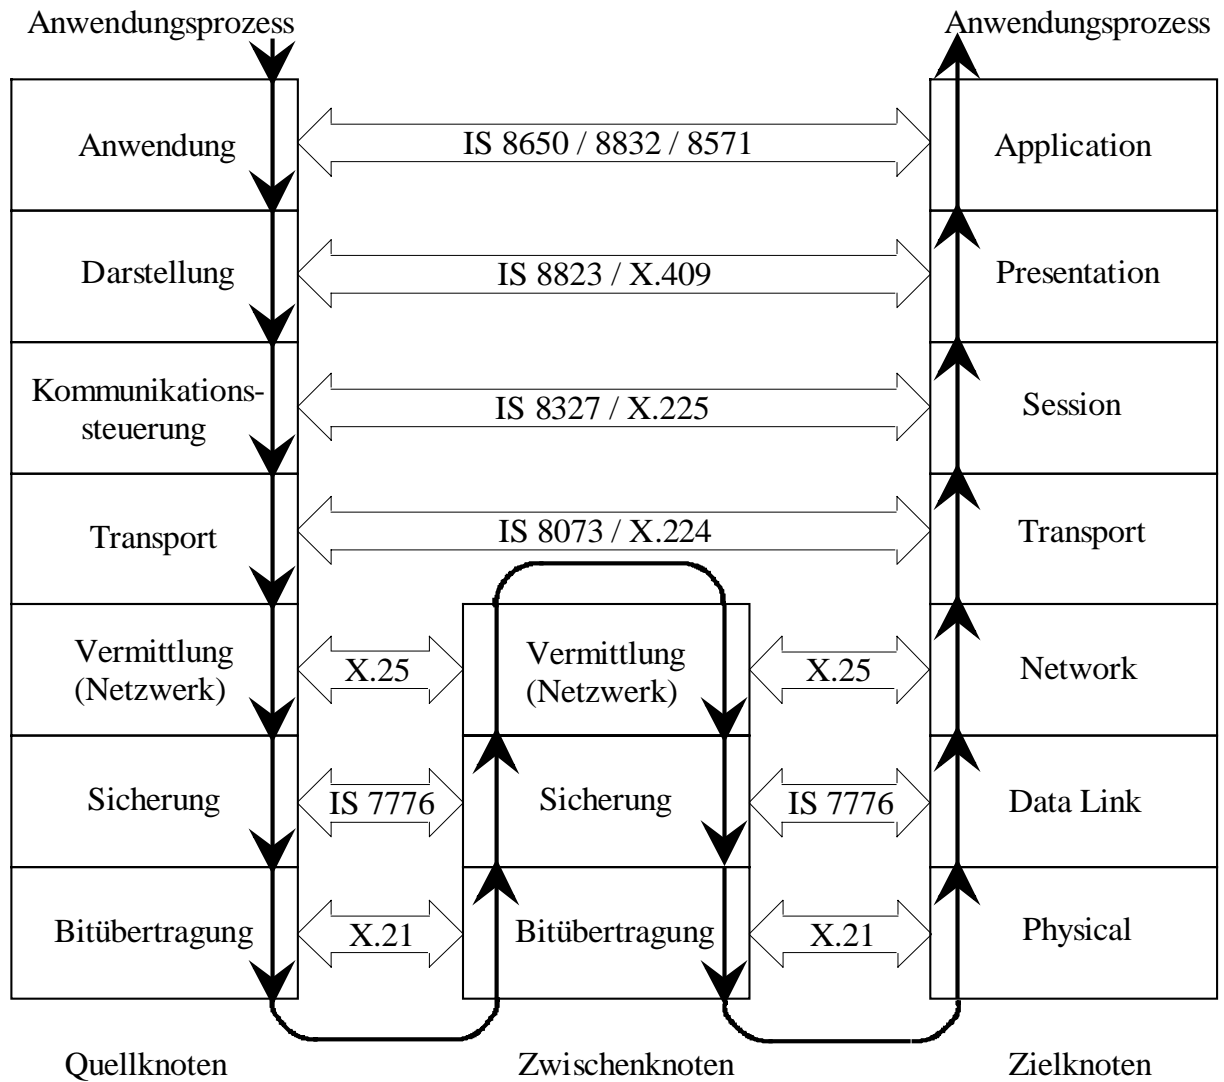 Anwendungsprozess
Anwendungsprozess
Anwendung
IS 8650 / 8832 / 8571
Application
Darstellung
IS 8823 / X.409
Presentation
Kommunikations-
steuerung
IS 8327 / X.225
Session
Transport
IS 8073 / X.224
Transport
Vermittlung
(Netzwerk)
X.25
Vermittlung
(Netzwerk)
X.25
Network
Sicherung
IS 7776
Sicherung
IS 7776
Data Link
Bitübertragung
X.21
Bitübertragung
X.21
Physical
Quellknoten
Zwischenknoten
Zielknoten